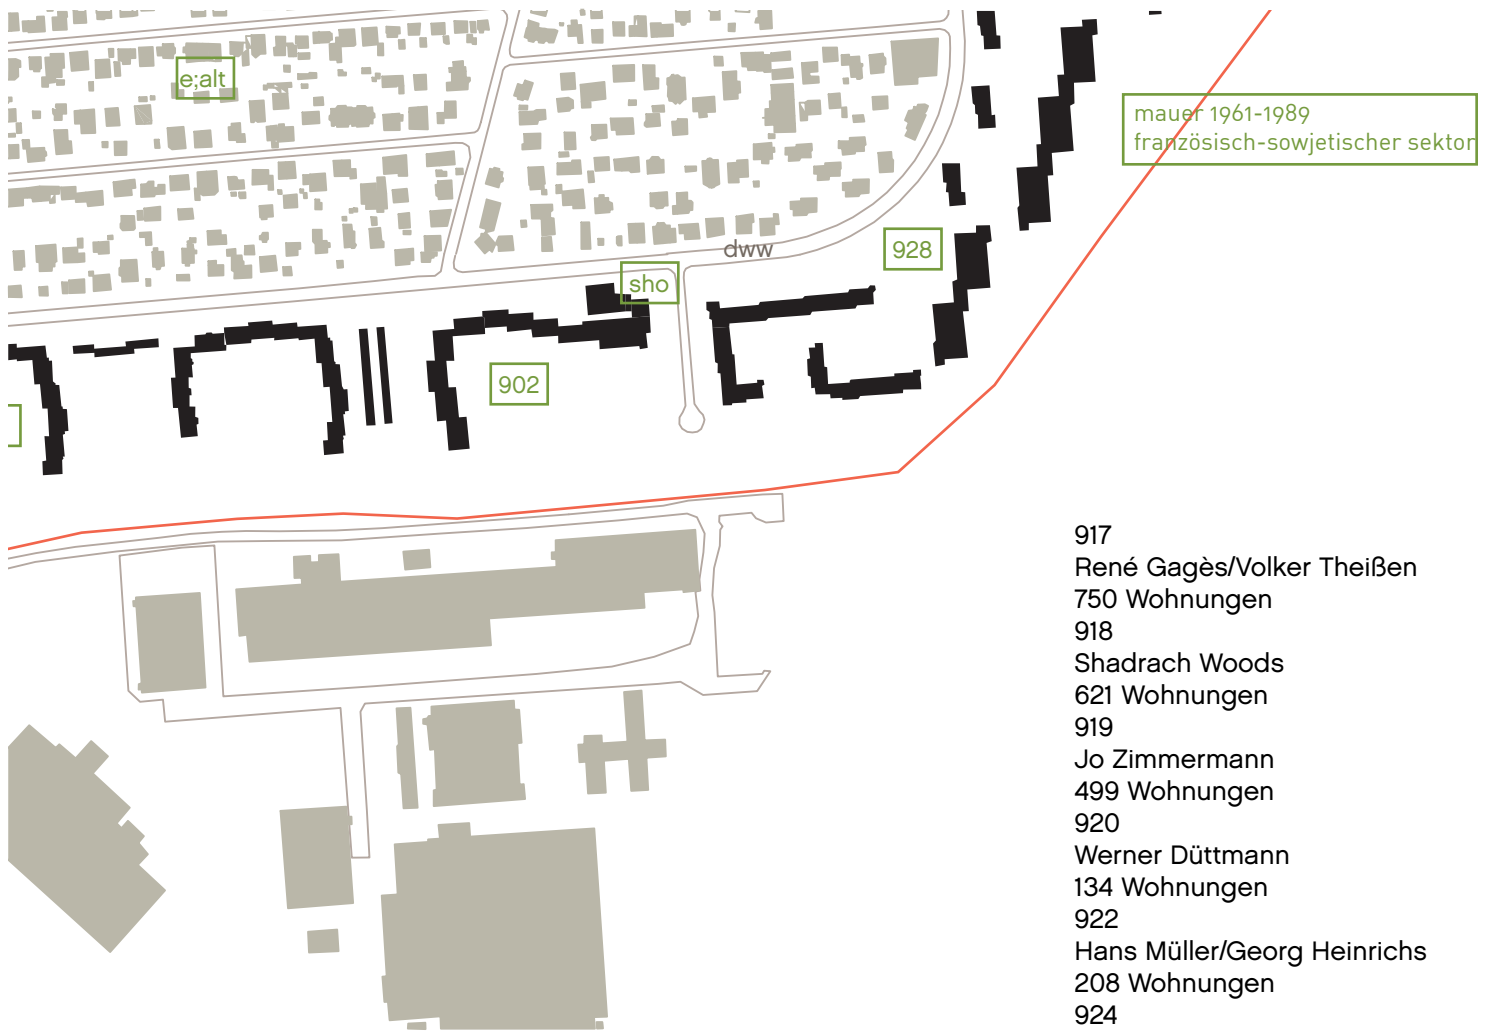 e;alt
mauer 1961-1989
französisch-sowjetischer sektor
dww
928
sho
902
917
René Gagès/Volker Theißen
750 Wohnungen
918
Shadrach Woods
621 Wohnungen
919
Jo Zimmermann
499 Wohnungen
920
Werner Düttmann
134 Wohnungen
922
Hans Müller/Georg Heinrichs
208 Wohnungen
924